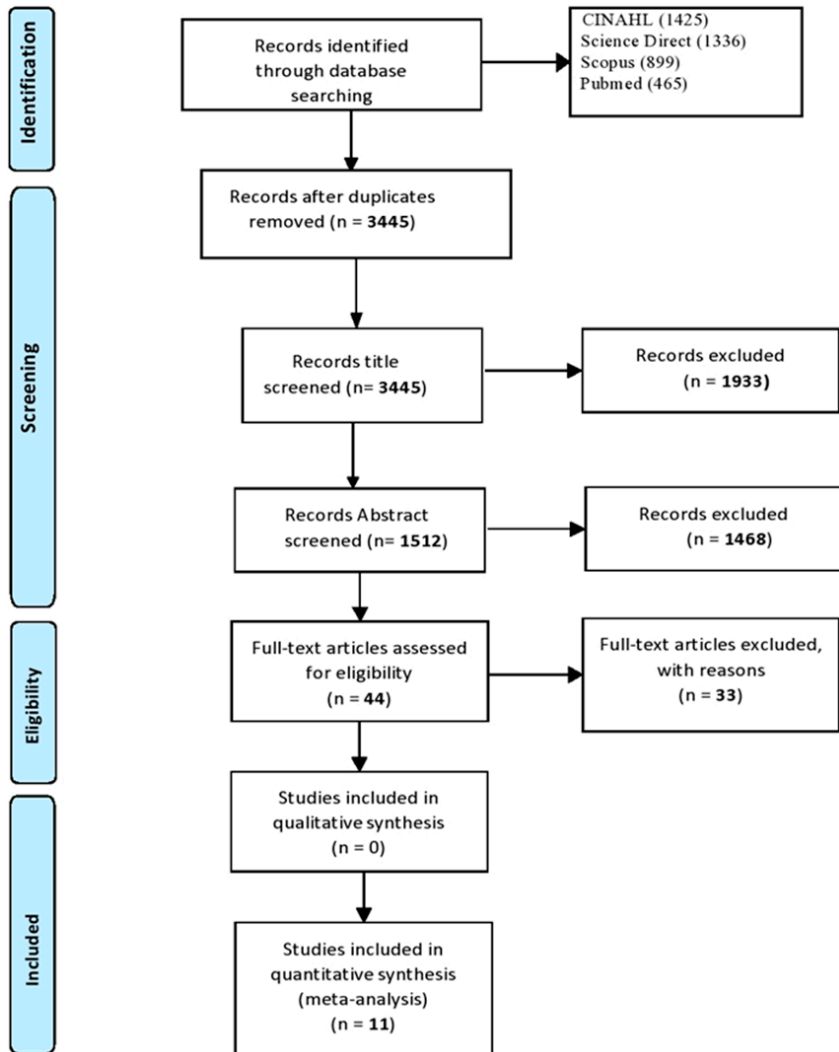 Identification
Records identified
through database
searching
CINAHL (1425)
Science Direct (1336)
Scopus (899)
Pubmed (465)
Screening
Records after duplicates
removed (n = 3445)
Records title
screened (n= 3445)
Records excluded
(n = 1933)
Records Abstract
screened (n= 1512)
Records excluded
(n = 1468)
Eligibility
Full-text articles assessed
for eligibility
(n = 44)
Full-text articles excluded,
with reasons
(n = 33)
Included
Studies included in
qualitative synthesis
(n = 0)
Studies included in
quantitative synthesis
(meta-analysis)
(n = 11)